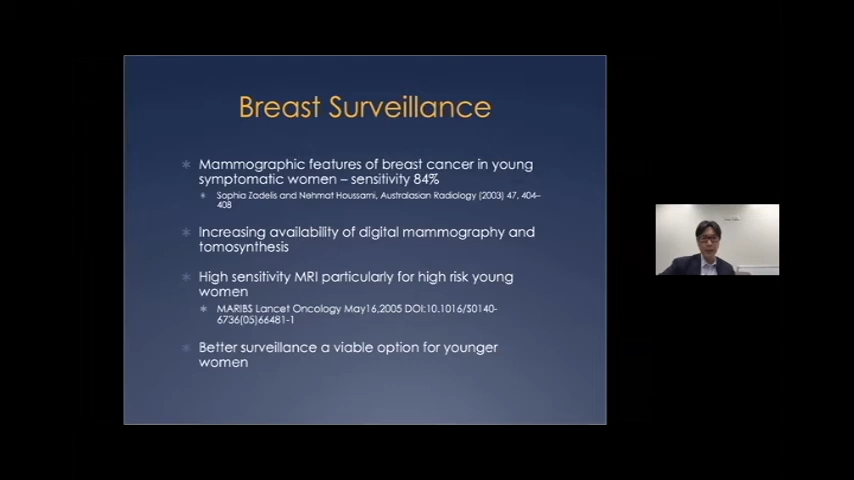 Breast Surveillance
Mammographic features of breast cancer in young
symptomatic women – sensitivity 84%
Sophia Zodelis and Nehmat Houssami, Australasian Radiology (2003) 47, 404–
408
Increasing availability of digital mammography and
tomosynthesis
High sensitivity MRI particularly for high risk young
women
MARIBS Lancet Oncology May16,2005 DOI:10.1016/S0140-
6736(05)66481-1
Better surveillance a viable option for younger
women